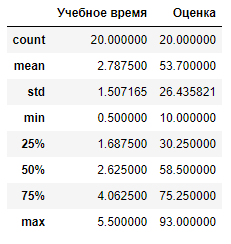 Учебное время Оценка
count 20.000000 20.000000
mean 2.787500 53.700000
std 1.507165 26.435821
min 0.500000 10.000000
25% 1.687500 30.250000
50% 2.625000 58.500000
75% 4.062500 75.250000
max 5.500000 93.000000